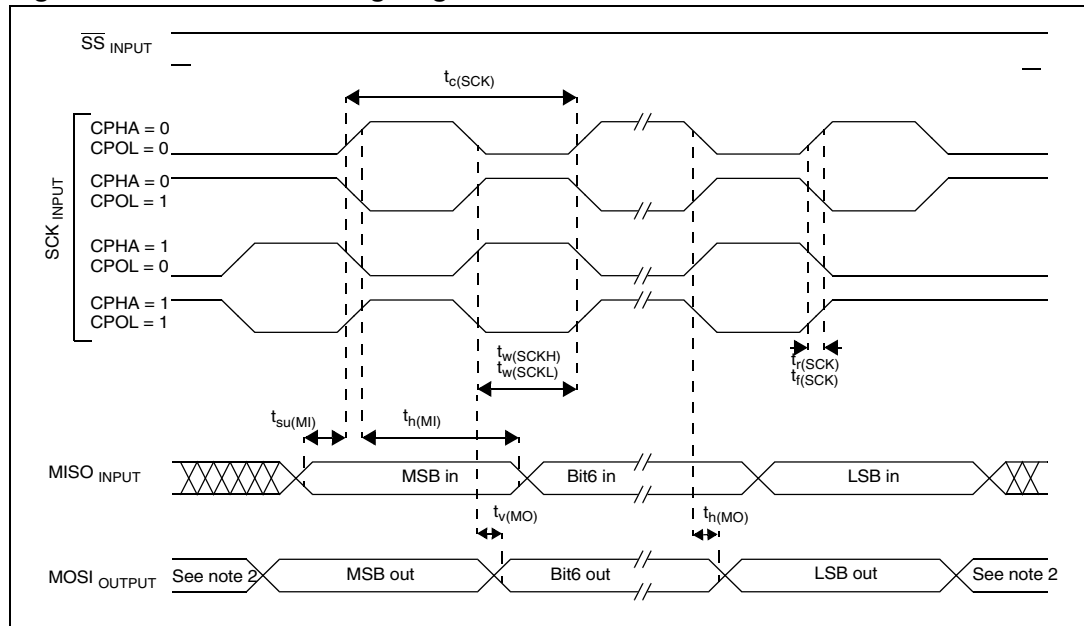 SS INPUT
tc(SCK)
SCK INPUT
CPHA = 0
CPOL = 0
CPHA = 0
CPOL = 1
CPHA = 1
CPOL = 0
CPHA = 1
CPOL = 1
tw(SCKH)
tw(SCKL)
tr(SCK)
tf(SCK)
tsu(MI)
th(MI)
MISO INPUT
MSB in
Bit6 in
LSB in
tv(MO)
th(MO)
MOSI OUTPUT
See note 2
MSB out
Bit6 out
LSB out
See note 2